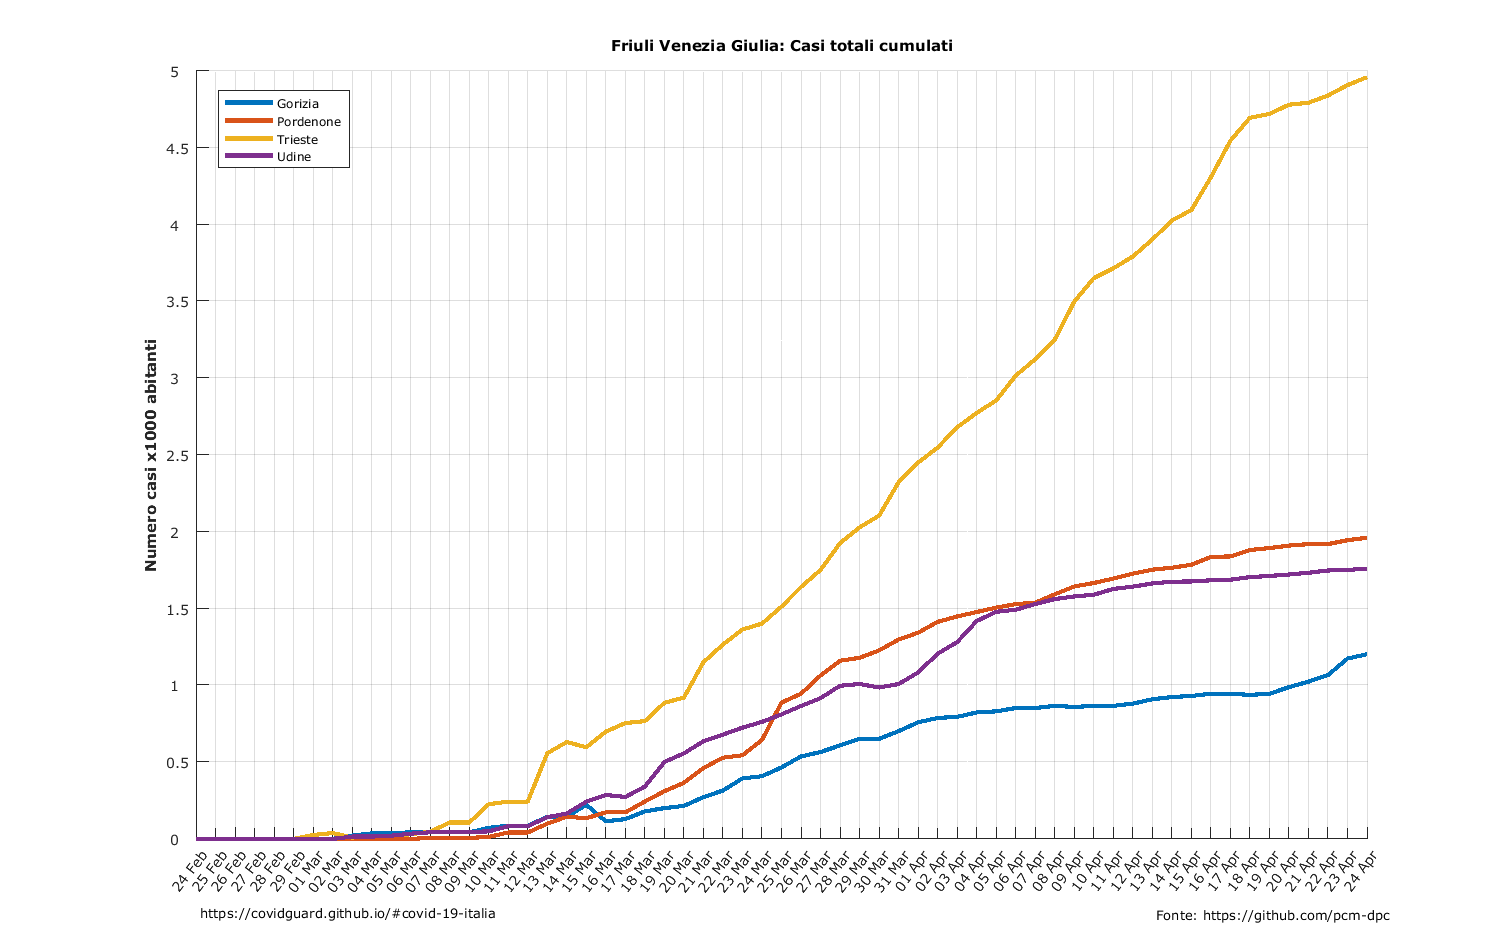 Friuli Venezia Giulia: Casi totali cumulati
Numero casi x1000 abitanti
5
4.5
4
3.5
3
2.5
2
1.5
1
0.5
0
Gorizia
Pordenone
Trieste
Udine
24 Feb
25 Feb
26 Feb
27 Feb
28 Feb
29 Feb
01 Mar
02 Mar
03 Mar
04 Mar
05 Mar
06 Mar
07 Mar
08 Mar
09 Mar
10 Mar
11 Mar
12 Mar
13 Mar
14 Mar
15 Mar
16 Mar
17 Mar
18 Mar
19 Mar
20 Mar
21 Mar
22 Mar
23 Mar
24 Mar
25 Mar
26 Mar
27 Mar
28 Mar
29 Mar
30 Mar
31 Mar
01 Apr
02 Apr
03 Apr
04 Apr
05 Apr
06 Apr
07 Apr
08 Apr
09 Apr
10 Apr
11 Apr
12 Apr
13 Apr
14 Apr
15 Apr
16 Apr
17 Apr
18 Apr
19 Apr
20 Apr
21 Apr
22 Apr
23 Apr
24 Apr
https://covidguard.github.io/#covid-19-italia
Fonte: https://github.com/pcm-dpc